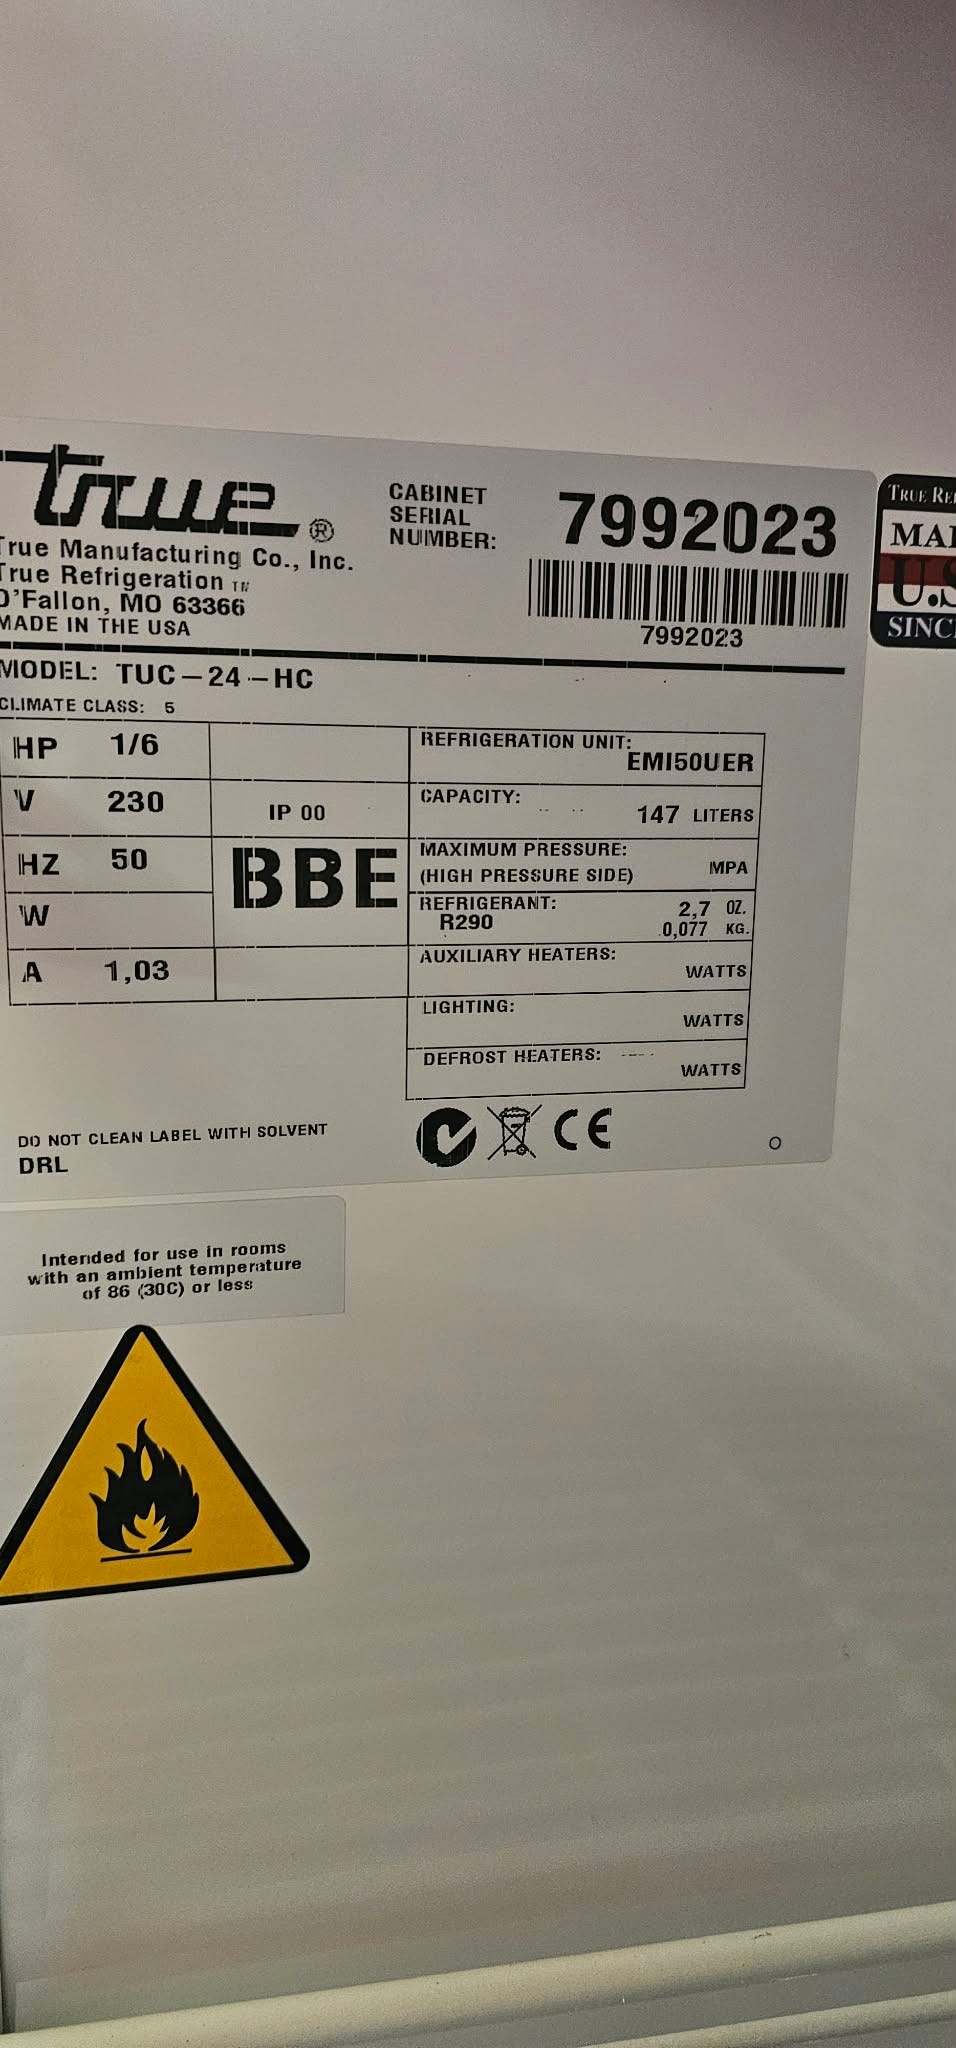 true ®
True Manufacturing Co., Inc.
True Refrigeration TM
O'Fallon, MO 63366
MADE IN THE USA
CABINET
SERIAL
NUMBER:
7992023
7992023
MODEL: TUC-24-HC
CLIMATE CLASS: 5
HP 1/6
V 230
HZ 50
W
A 1,03
IP 00
BBE
REFRIGERATION UNIT:
EMI50UER
CAPACITY:
147 LITERS
MAXIMUM PRESSURE:
(HIGH PRESSURE SIDE) MPA
REFRIGERANT:
R290
2,7 OZ.
0,077 KG.
AUXILIARY HEATERS:
WATTS
LIGHTING:
WATTS
DEFROST HEATERS:
WATTS
CE
DO NOT CLEAN LABEL WITH SOLVENT
DRL
Intended for use in rooms
with an ambient temperature
of 86 (30C) or less
TRUE
U.S
SINC